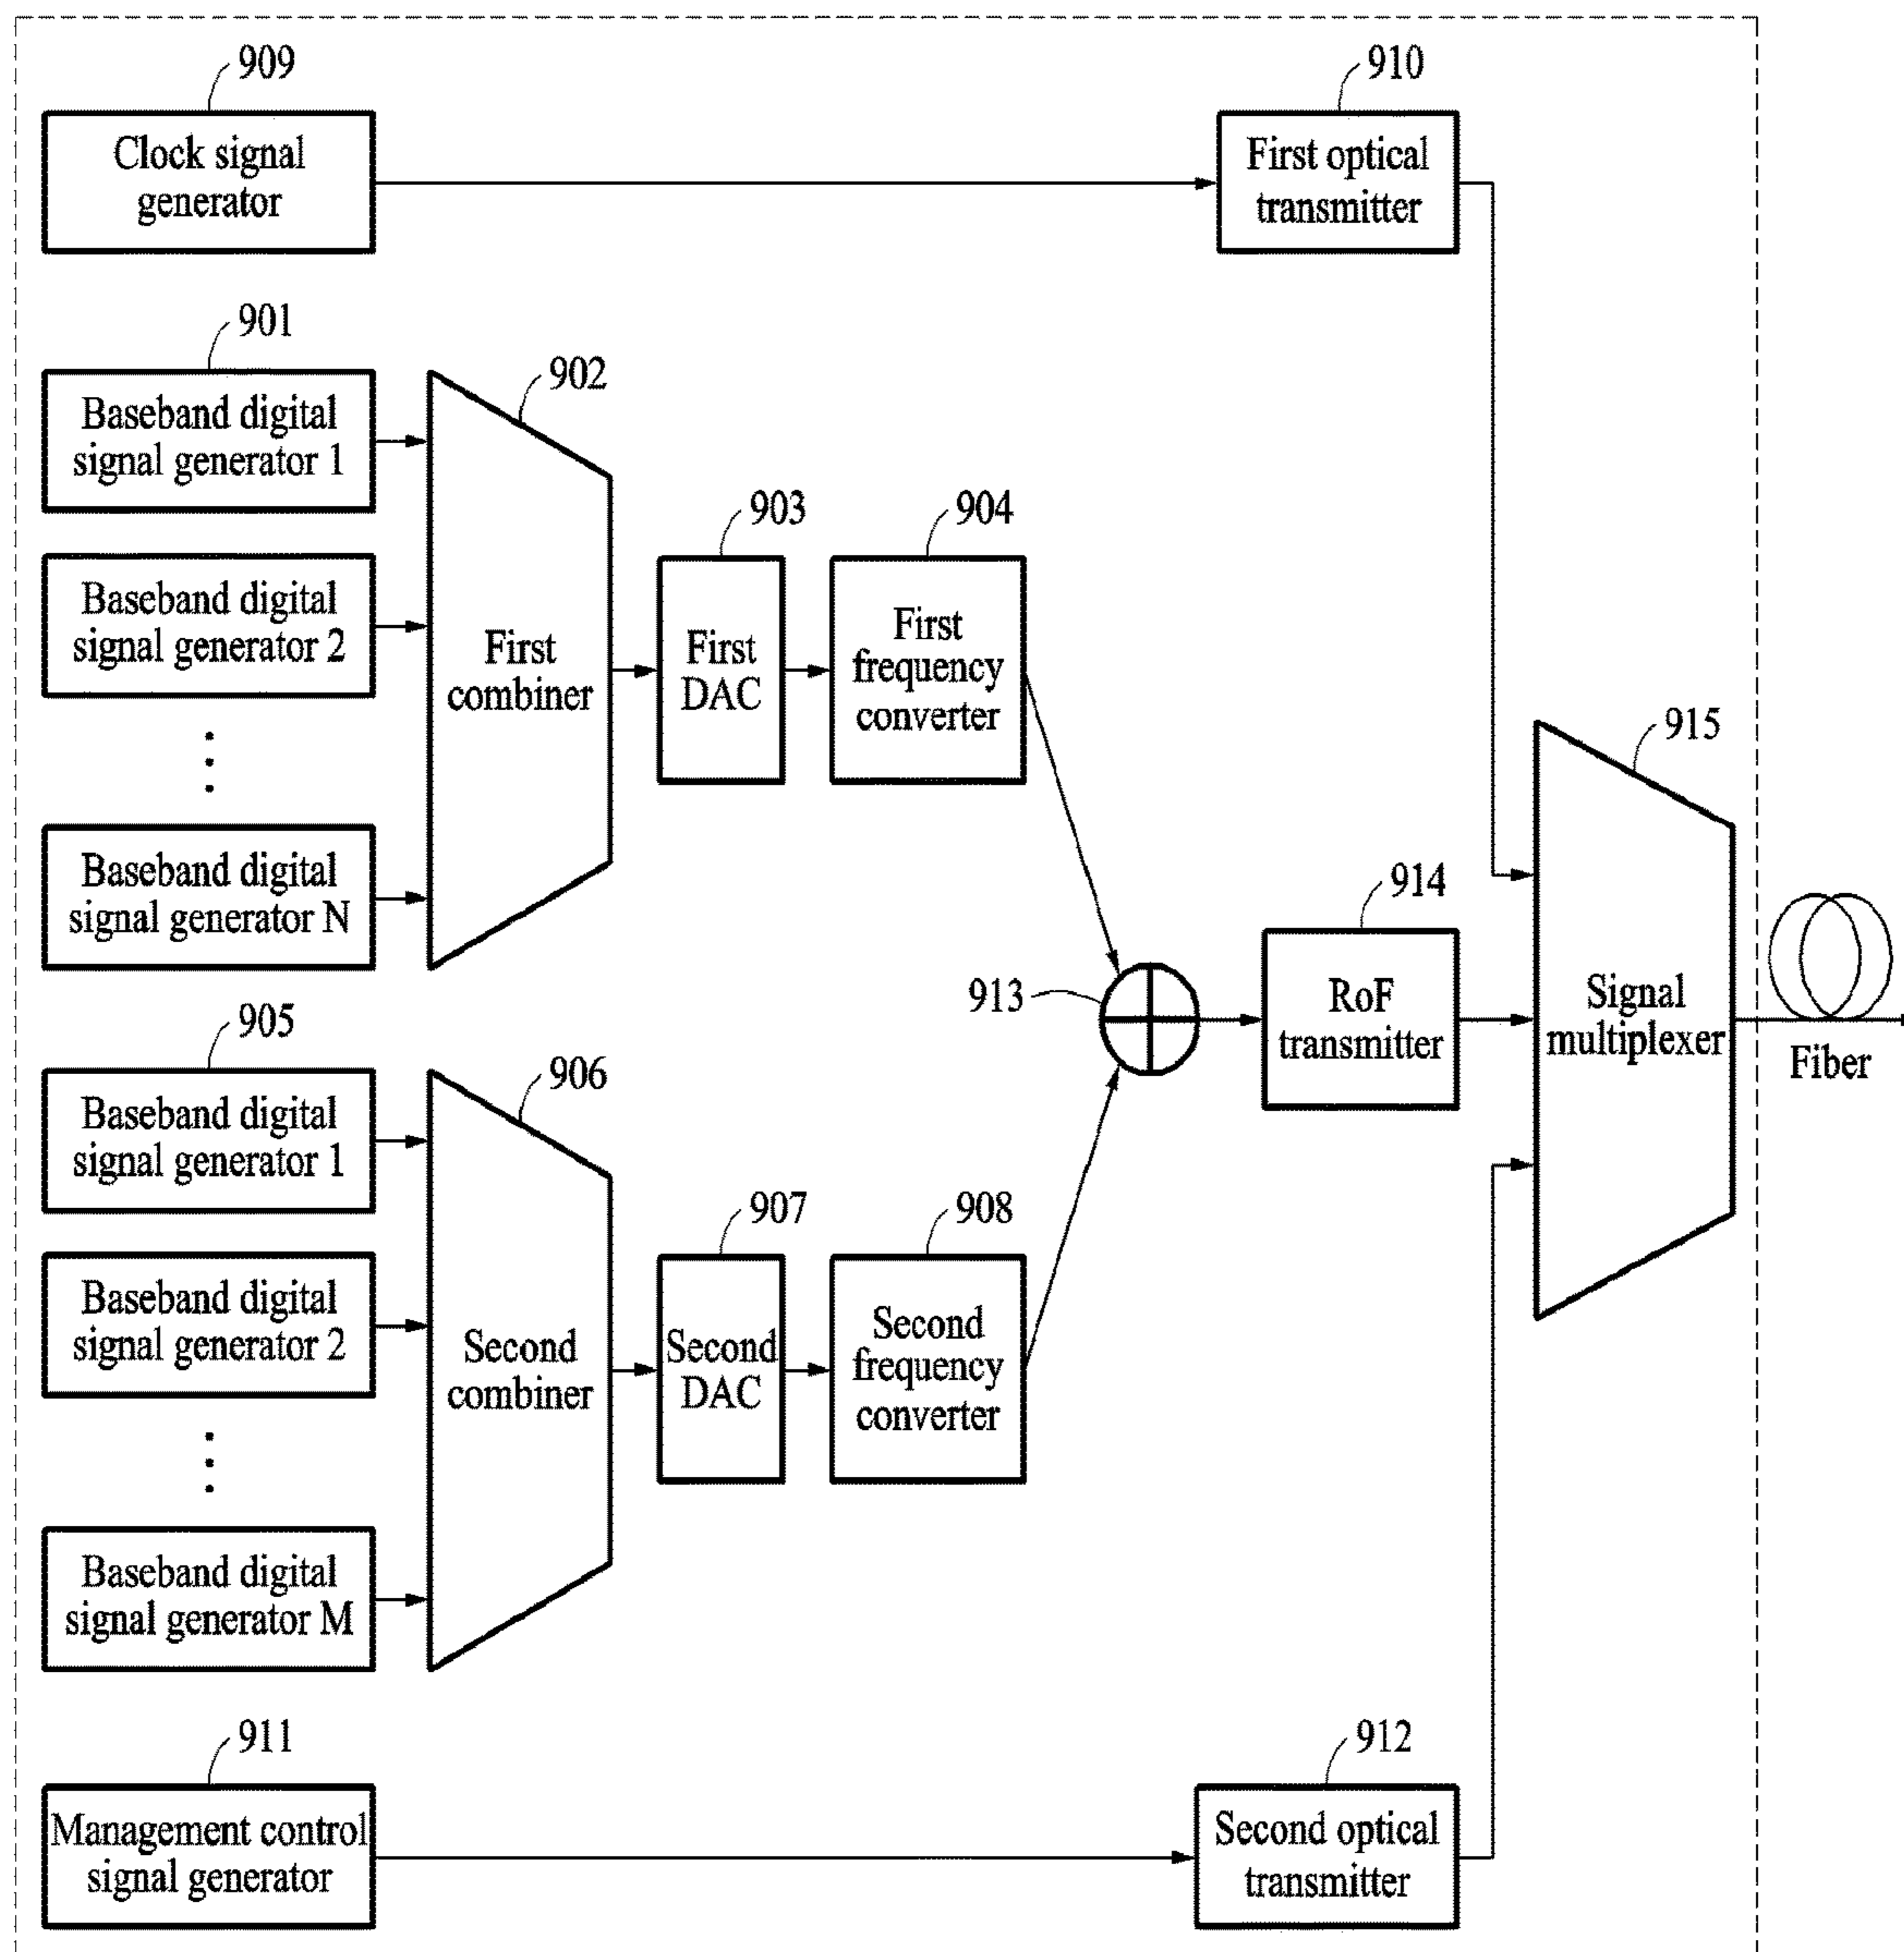 909
Clock signal
generator
910
First optical
transmitter
901
Baseband digital
signal generator 1
Baseband digital
signal generator 2
Baseband digital
signal generator N
902
First
combiner
903
First
DAC
904
First
frequency
converter
905
Baseband digital
signal generator 1
Baseband digital
signal generator 2
Baseband digital
signal generator M
906
Second
combiner
907
Second
DAC
908
Second
frequency
converter
913
914
RoF
transmitter
915
Signal
multiplexer
Fiber
911
Management control
signal generator
912
Second optical
transmitter